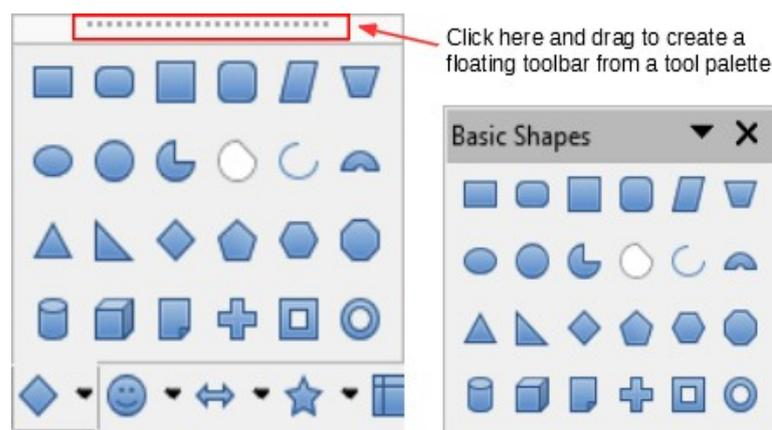 Click here and drag to create a
floating toolbar from a tool palette
Basic Shapes